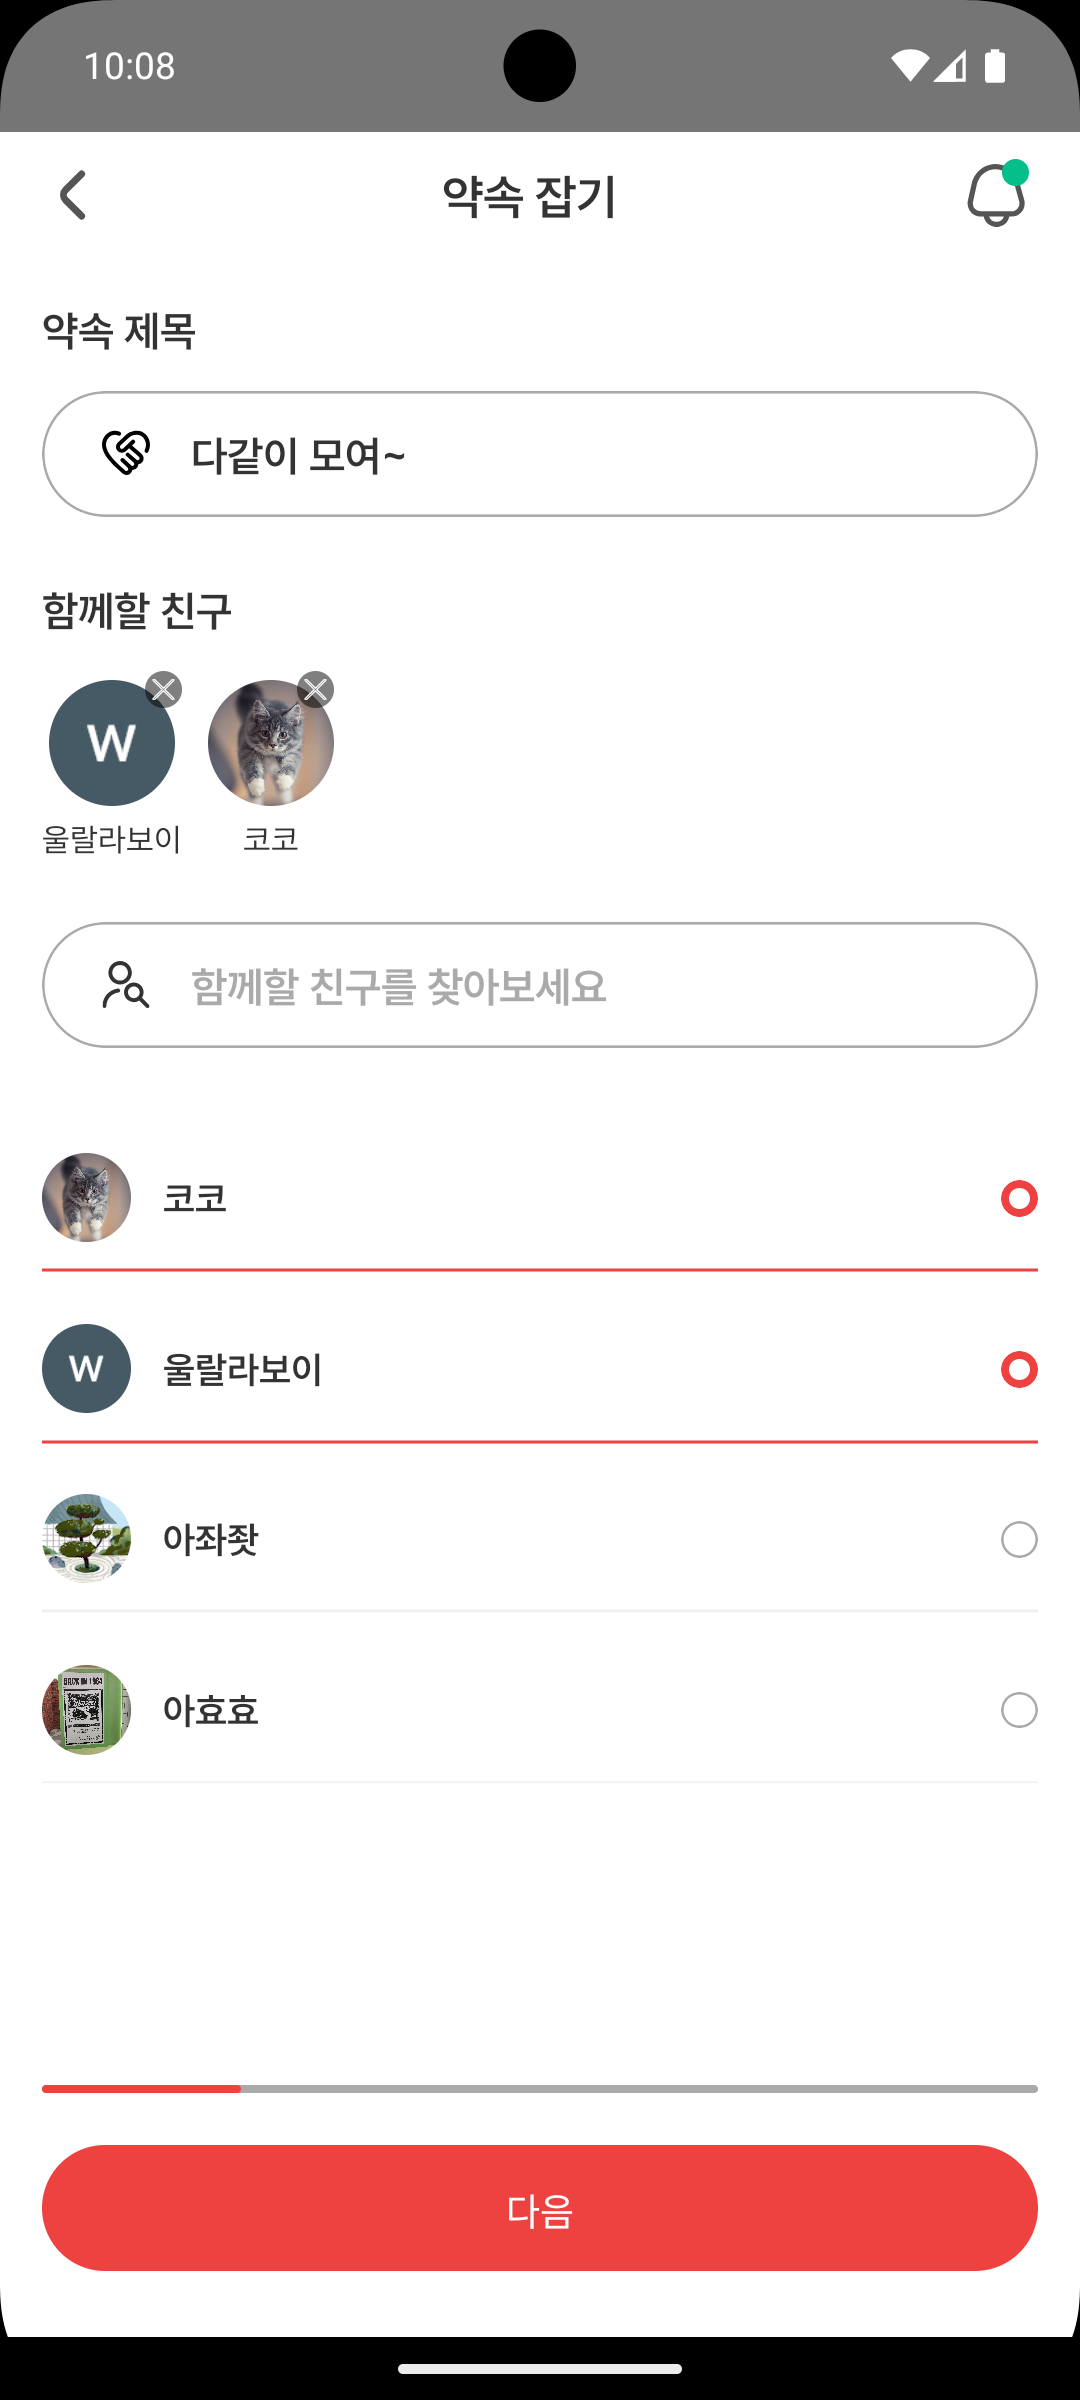 10:08
약속 잡기
약속 제목
다같이 모여~
함께할 친구
W
울랄라보이 코코
함께할 친구를 찾아보세요
코코
W 울랄라보이
아좌좟
아효효
다음